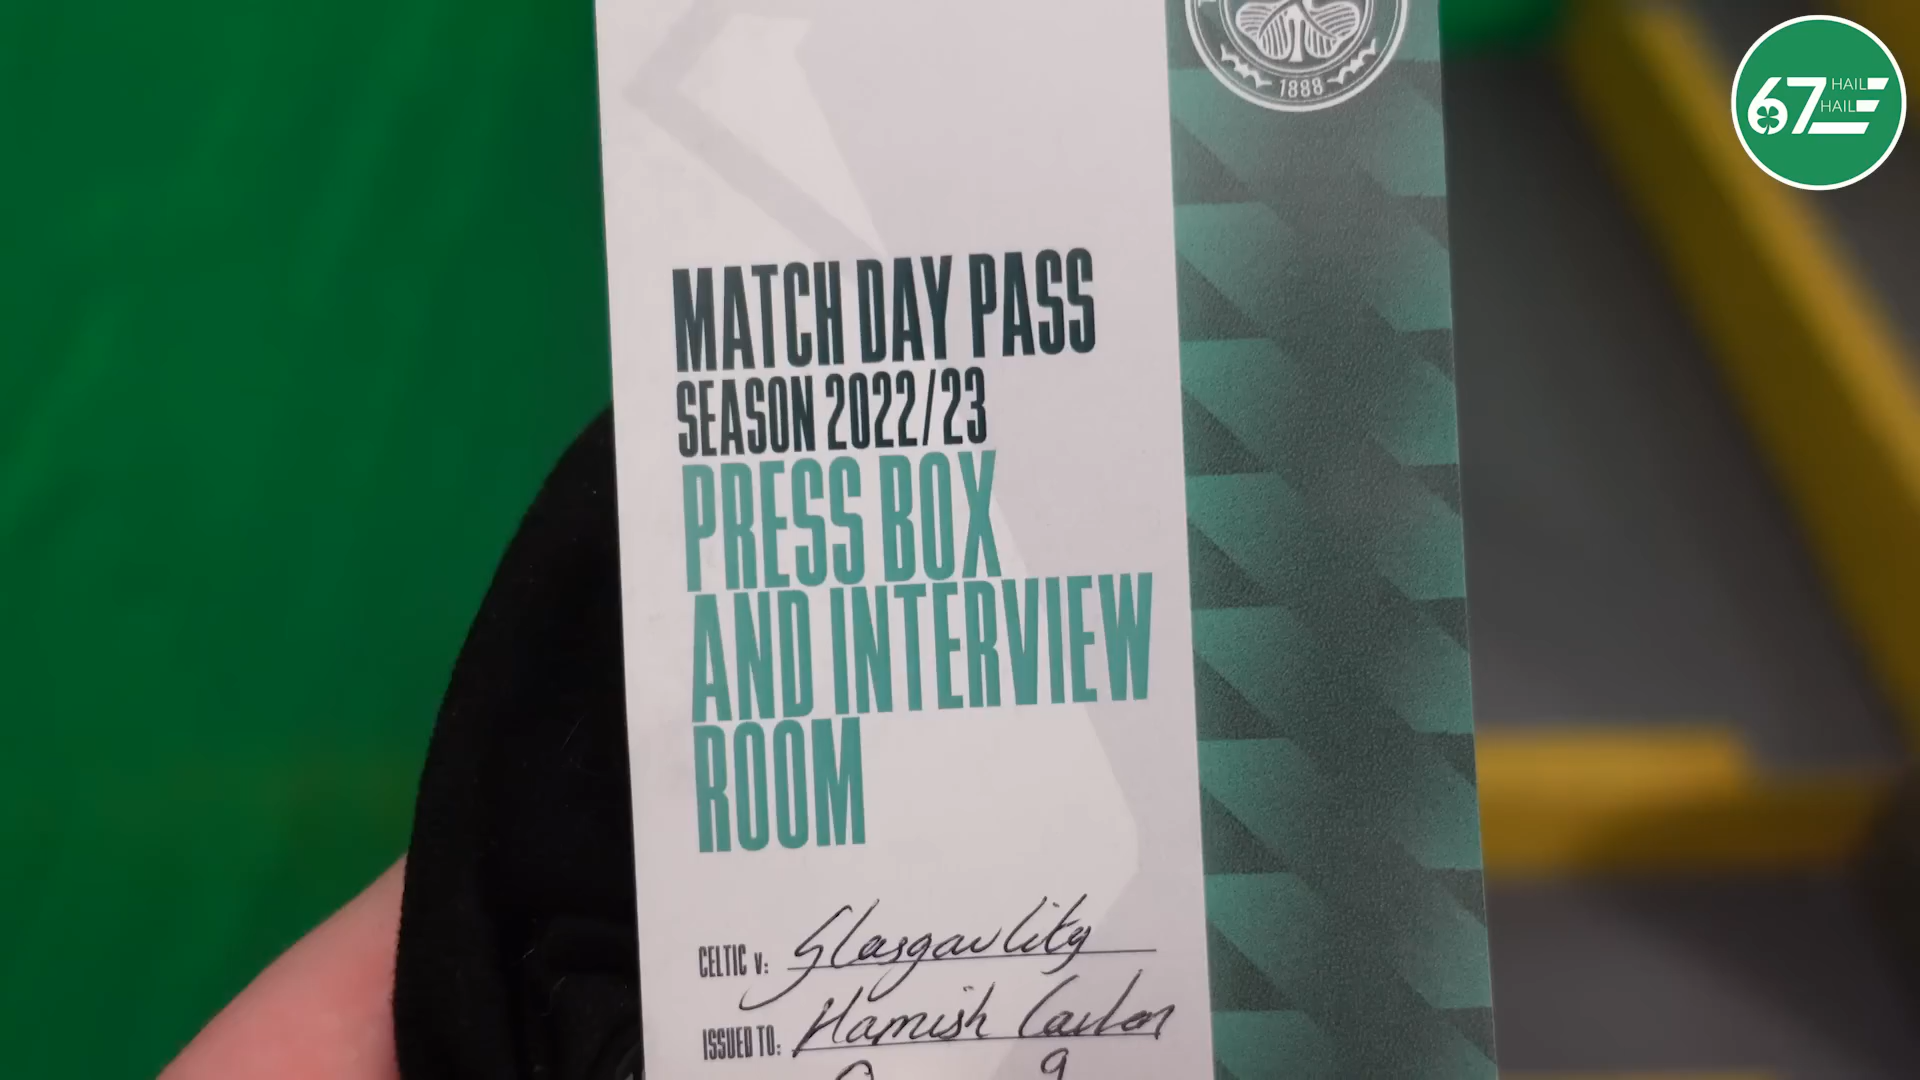 1888
67 HAIL
HAIL
MATCH DAY PASS
SEASON 2022/23
PRESS BOX
AND INTERVIEW
ROOM
CELTIC v: Glasgow City
ISSUED TO: Hamish Carton